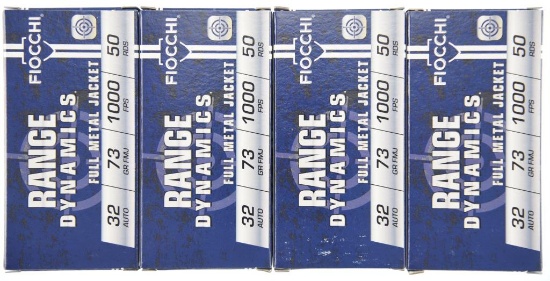 FIOCCHI
RANGE
DYNAMICS
FULL METAL JACKET
32 AUTO
73 GR FMJ
1000 FPS
50 RDS
FIOCCHI
RANGE
DYNAMICS
FULL METAL JACKET
32 AUTO
73 GR FMJ
1000 FPS
50 RDS
FIOCCHI
RANGE
DYNAMICS
FULL METAL JACKET
32 AUTO
73 GR FMJ
1000 FPS
50 RDS
FIOCCHI
RANGE
DYNAMICS
FULL METAL JACKET
32 AUTO
73 GR FMJ
1000 FPS
50 RDS